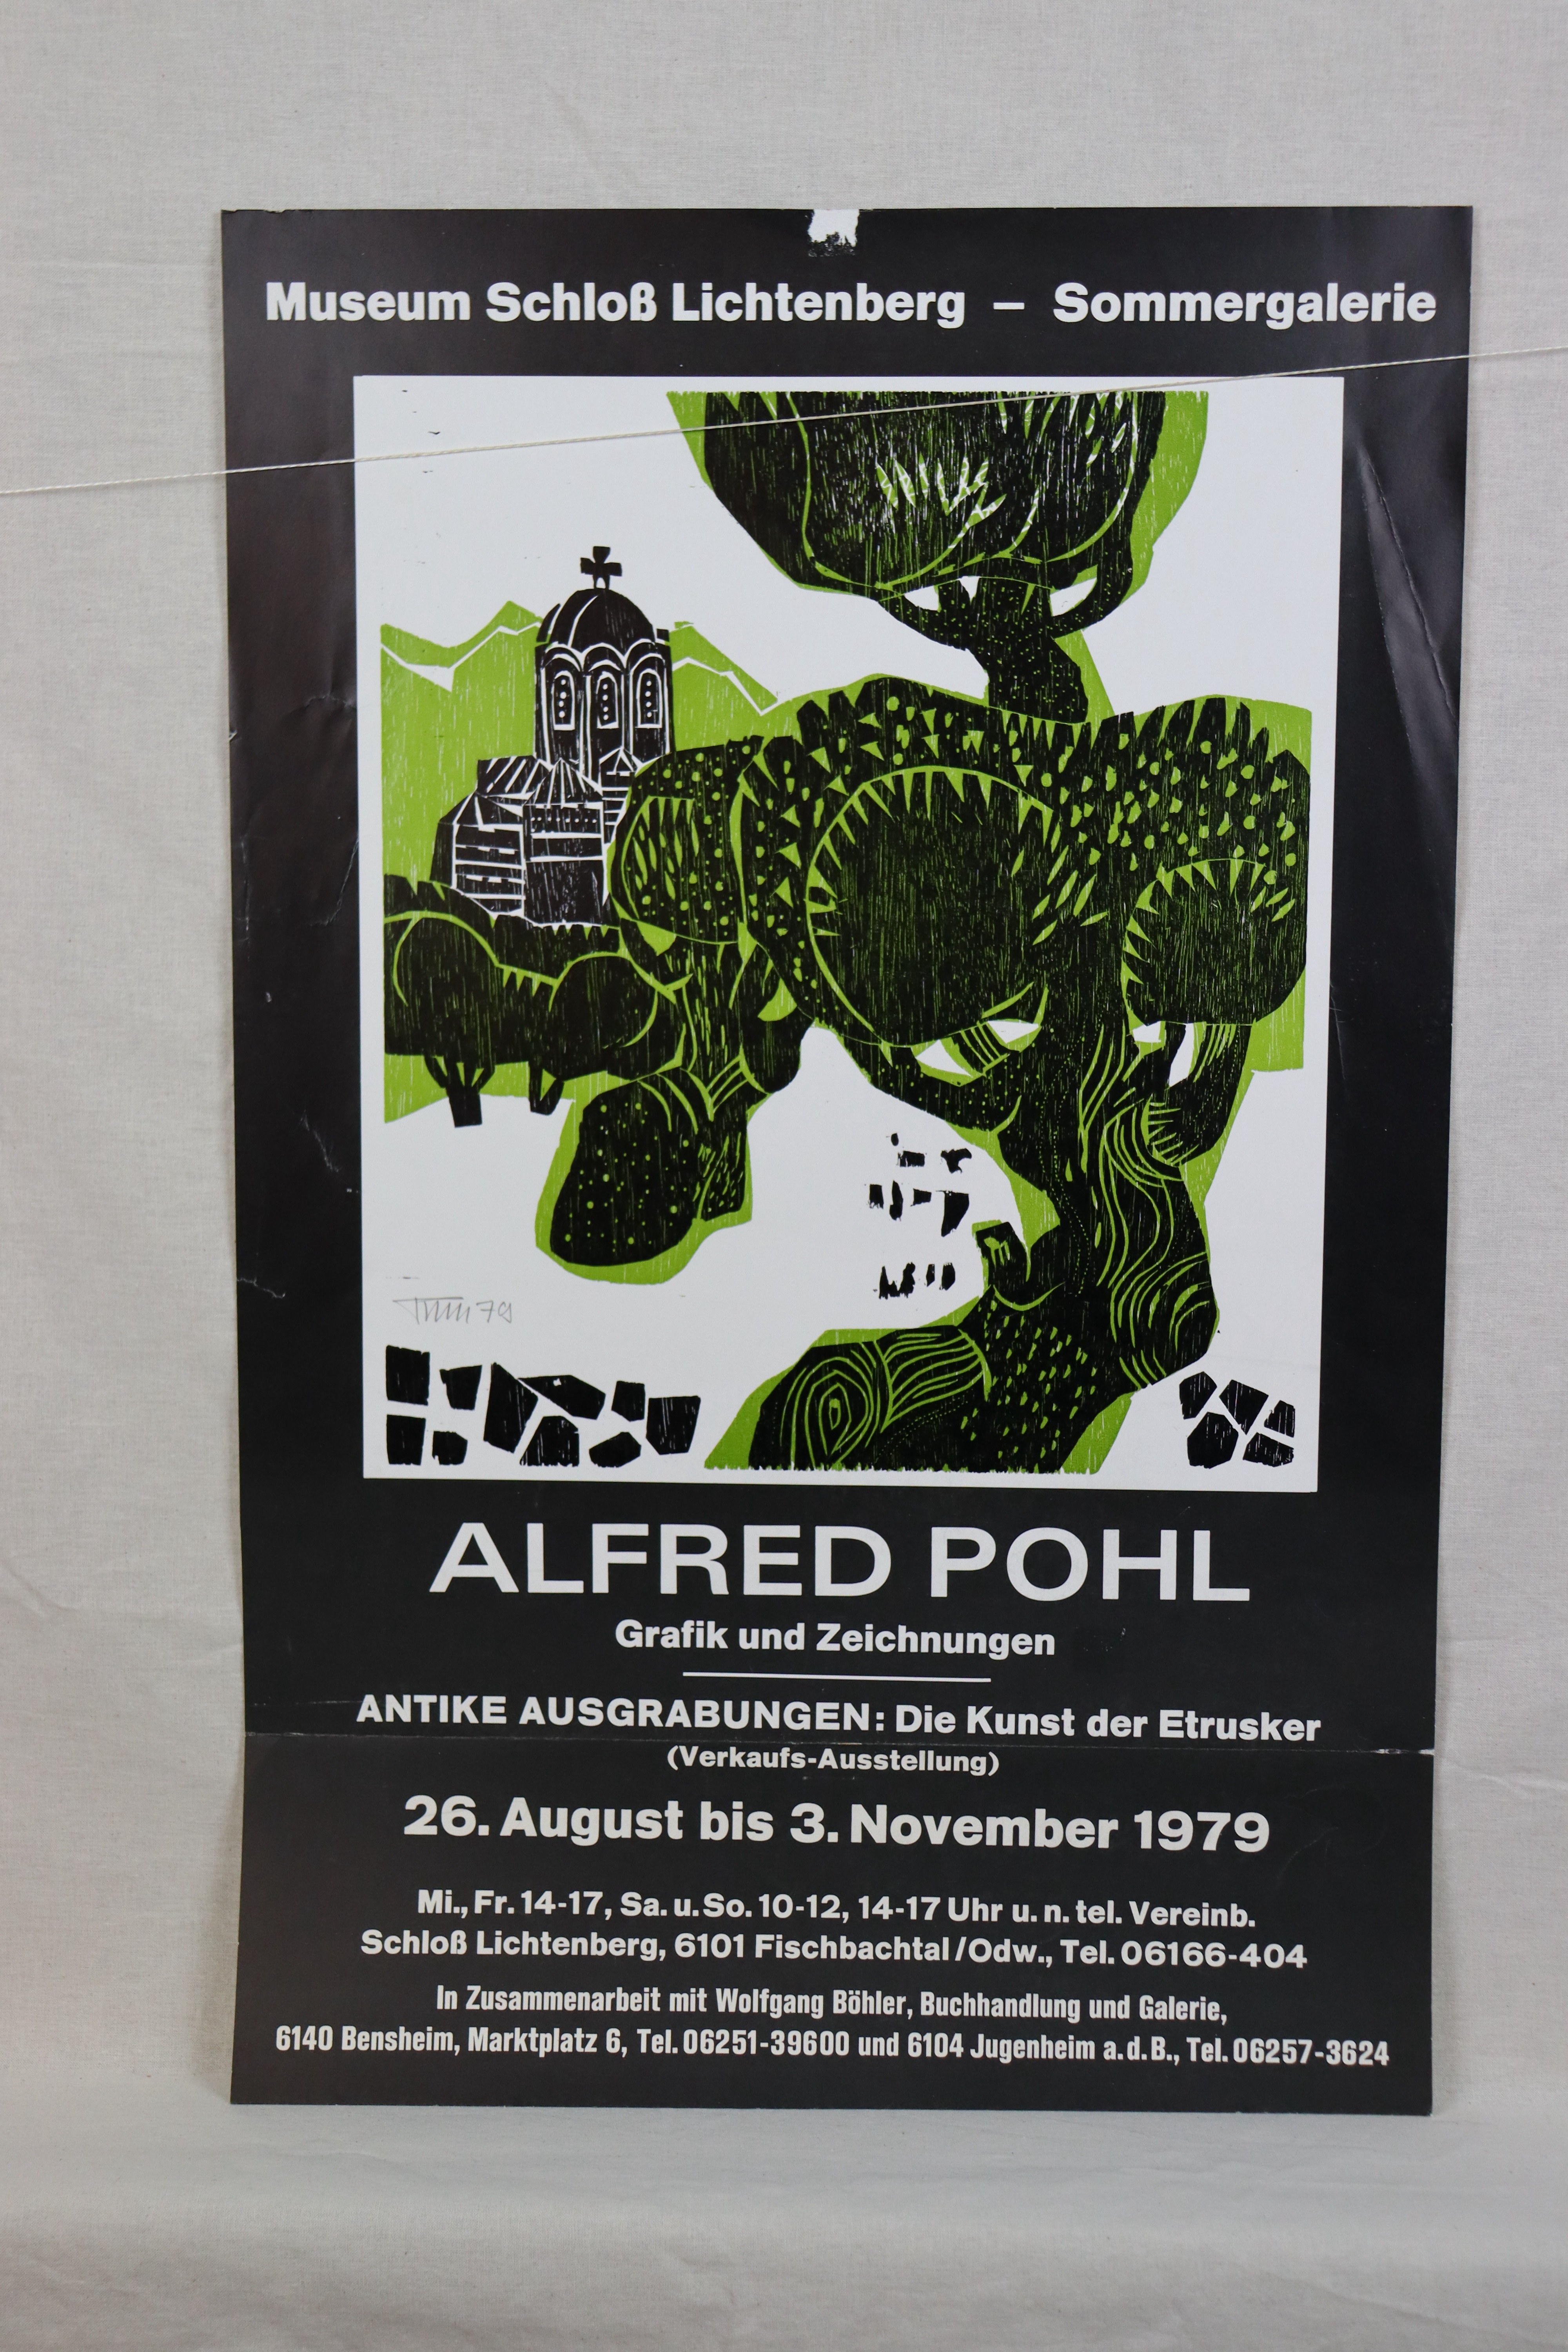 Museum Schloß Lichtenberg – Sommergalerie
79
ALFRED POHL
Grafik und Zeichnungen
ANTIKE AUSGRABUNGEN: Die Kunst der Etrusker
(Verkaufs-Ausstellung)
26. August bis 3. November 1979
Mi., Fr. 14-17, Sa. u. So. 10-12, 14-17 Uhr u. n. tel. Vereinb.
Schloß Lichtenberg, 6101 Fischbachtal/Odw., Tel. 06166-404
In Zusammenarbeit mit Wolfgang Böhler, Buchhandlung und Galerie,
6140 Bensheim, Marktplatz 6, Tel. 06251-39600 und 6104 Jugenheim a. d. B., Tel. 06257-3624